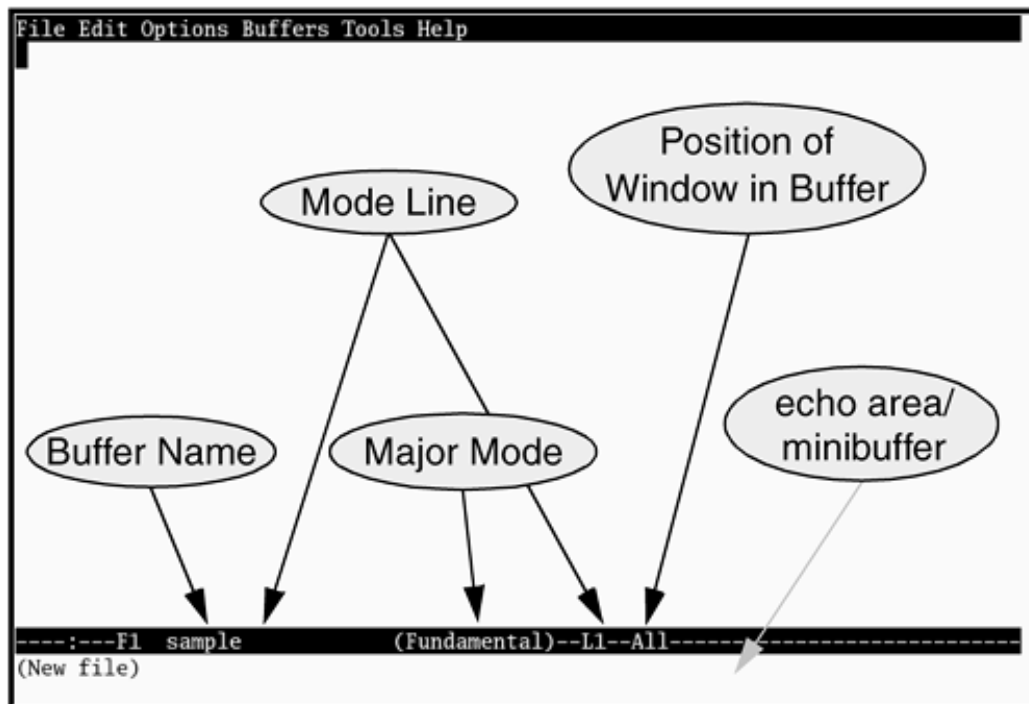 File Edit Options Buffers Tools Help
Position of
Window in Buffer
Mode Line
echo area/
minibuffer
Buffer Name
Major Mode
----:---F1  sample             (Fundamental)--L1--All------------------------------
(New file)